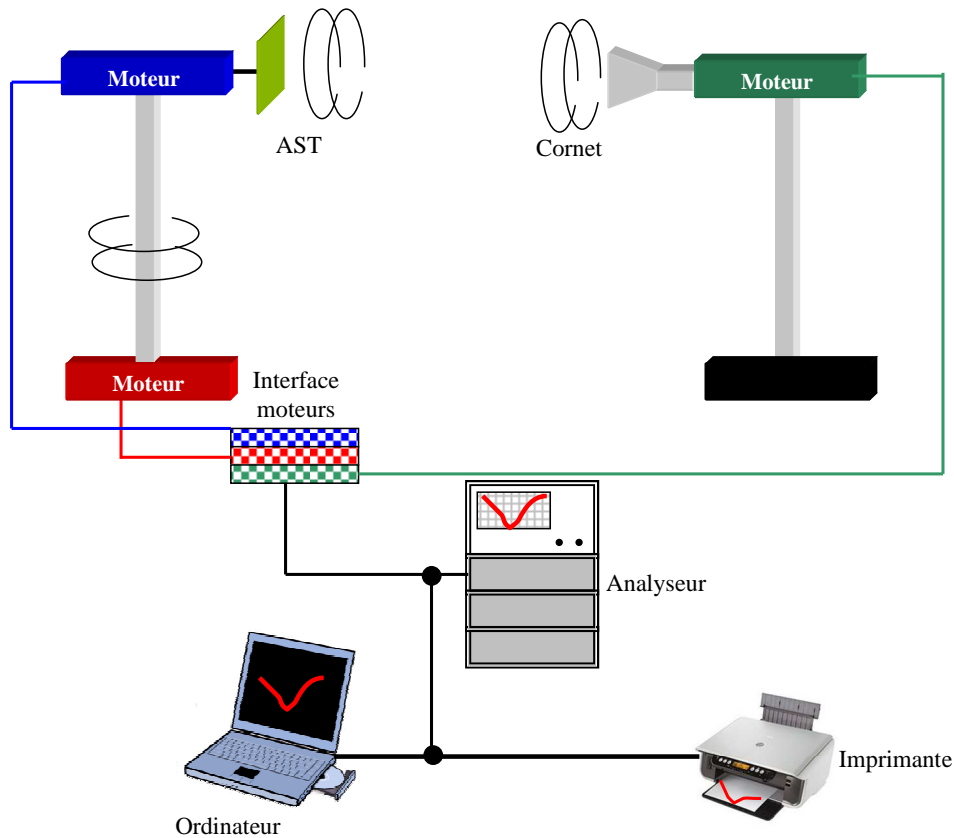 Moteur
Moteur
AST
Cornet
Moteur
Interface
moteurs
Analyseur
Imprimante
Ordinateur